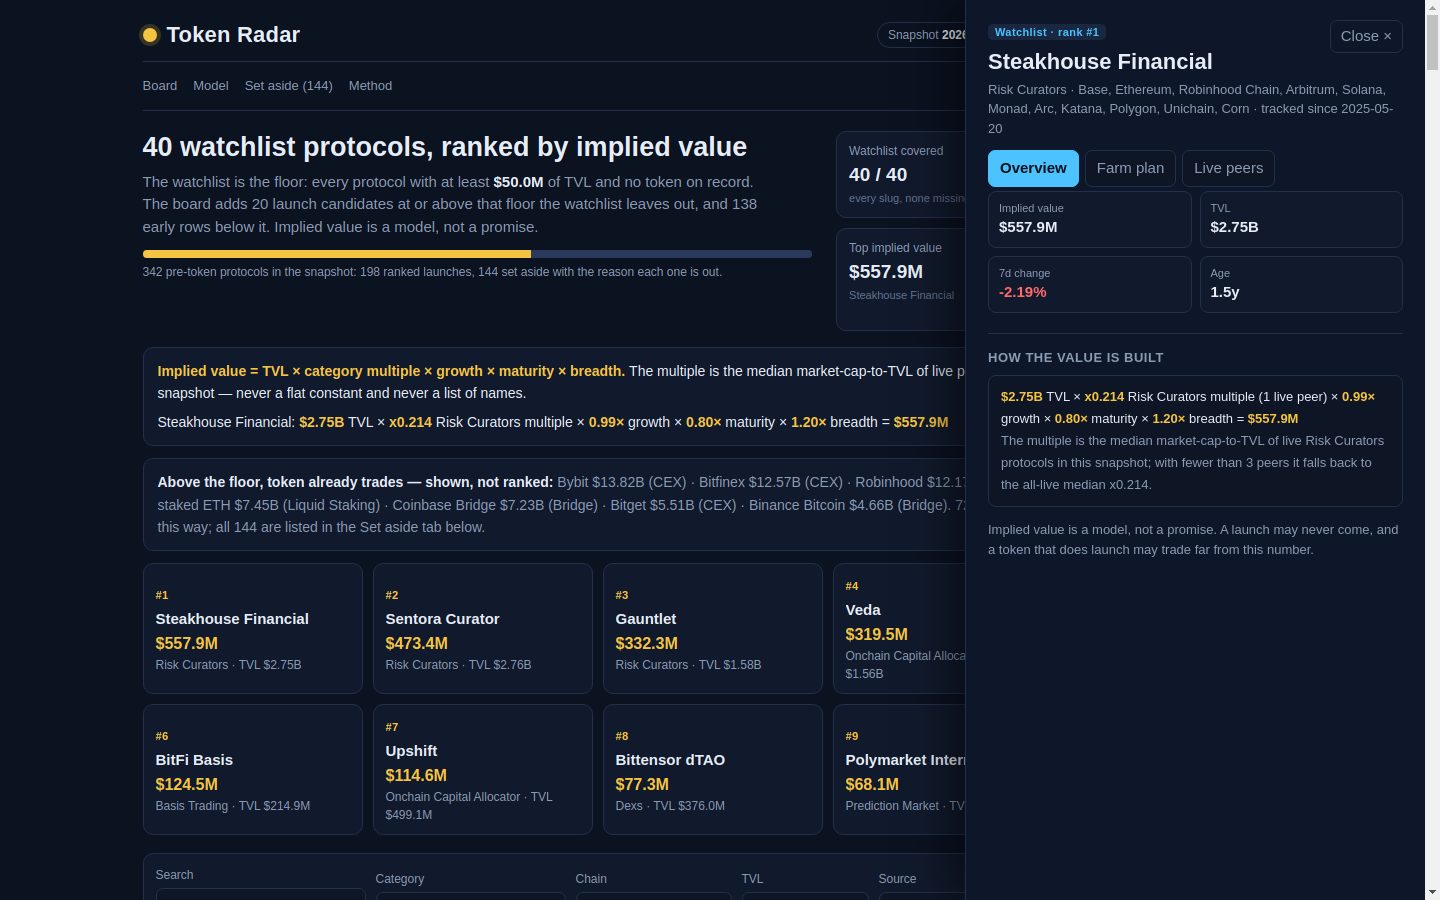 Token Radar
Snapshot 2026
Board Model Set aside (144) Method
40 watchlist protocols, ranked by implied value
The watchlist is the floor: every protocol with at least $50.0M of TVL and no token on record.
The board adds 20 launch candidates at or above that floor the watchlist leaves out, and 138
early rows below it. Implied value is a model, not a promise.
342 pre-token protocols in the snapshot: 198 ranked launches, 144 set aside with the reason each one is out.
Watchlist covered
40 / 40
every slug, none missing
Top implied value
$557.9M
Steakhouse Financial
Implied value = TVL × category multiple × growth × maturity × breadth. The multiple is the median market-cap-to-TVL of live p
snapshot — never a flat constant and never a list of names.
Steakhouse Financial: $2.75B TVL × x0.214 Risk Curators multiple × 0.99× growth × 0.80× maturity × 1.20× breadth = $557.9M
Above the floor, token already trades — shown, not ranked: Bybit $13.82B (CEX) · Bitfinex $12.57B (CEX) · Robinhood $12.17
staked ETH $7.45B (Liquid Staking) · Coinbase Bridge $7.23B (Bridge) · Bitget $5.51B (CEX) · Binance Bitcoin $4.66B (Bridge). 72
this way; all 144 are listed in the Set aside tab below.
#1
Steakhouse Financial
$557.9M
Risk Curators · TVL $2.75B
#2
Sentora Curator
$473.4M
Risk Curators · TVL $2.76B
#3
Gauntlet
$332.3M
Risk Curators · TVL $1.58B
#4
Veda
$319.5M
Onchain Capital Alloca
$1.56B
#6
BitFi Basis
$124.5M
Basis Trading · TVL $214.9M
#7
Upshift
$114.6M
Onchain Capital Allocator · TVL
$499.1M
#8
Bittensor dTAO
$77.3M
Dexs · TVL $376.0M
#9
Polymarket Intern
$68.1M
Prediction Market · TV
Search
Category
Chain
TVL
Source
Watchlist · rank #1
Close ×
Steakhouse Financial
Risk Curators · Base, Ethereum, Robinhood Chain, Arbitrum, Solana,
Monad, Arc, Katana, Polygon, Unichain, Corn · tracked since 2025-05-
20
Overview Farm plan Live peers
Implied value
$557.9M
TVL
$2.75B
7d change
-2.19%
Age
1.5y
HOW THE VALUE IS BUILT
$2.75B TVL × x0.214 Risk Curators multiple (1 live peer) × 0.99×
growth × 0.80× maturity × 1.20× breadth = $557.9M
The multiple is the median market-cap-to-TVL of live Risk Curators
protocols in this snapshot; with fewer than 3 peers it falls back to
the all-live median x0.214.
Implied value is a model, not a promise. A launch may never come, and
a token that does launch may trade far from this number.